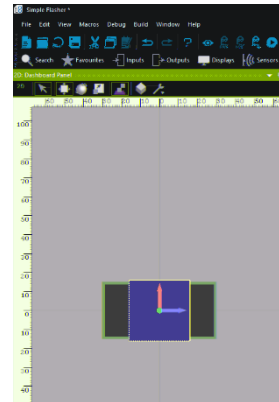 Simple Flasher *
File Edit View Macros Debug Build Window Help
Search Favourites Inputs Outputs Displays Sensors
2D: Dashboard Panel
2D
60 50 40 30 20 10 0 10 20 30 40 50
100
90
80
70
60
50
40
30
20
10
0
10
20
30
40